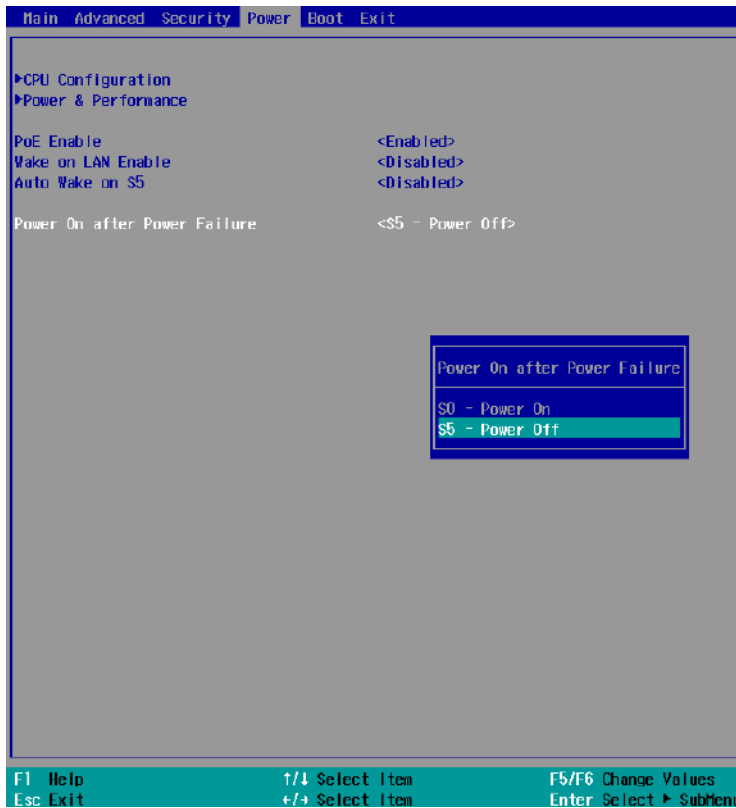 Main Advanced Security Power Boot Exit
▶CPU Configuration
▶Power & Performance
PoE Enable <Enabled>
Wake on LAN Enable <Disabled>
Auto Wake on S5 <Disabled>
Power On after Power Failure <S5 - Power Off>
Power On after Power Failure
S0 - Power On
S5 - Power Off
F1 Help ↑/↓ Select Item F5/F6 Change Values
Esc Exit ←/→ Select Item Enter Select ▶ SubMenu